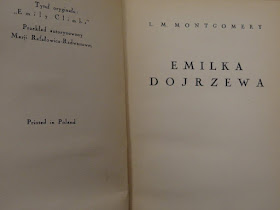 Tytuł oryginału
„Emily Climbs”
Przekład autoryzowany
Marji Rafałowicz-Radwanowej
Printed in Poland
L. M. MONTGOMERY
EMILKA
DOJRZEWA